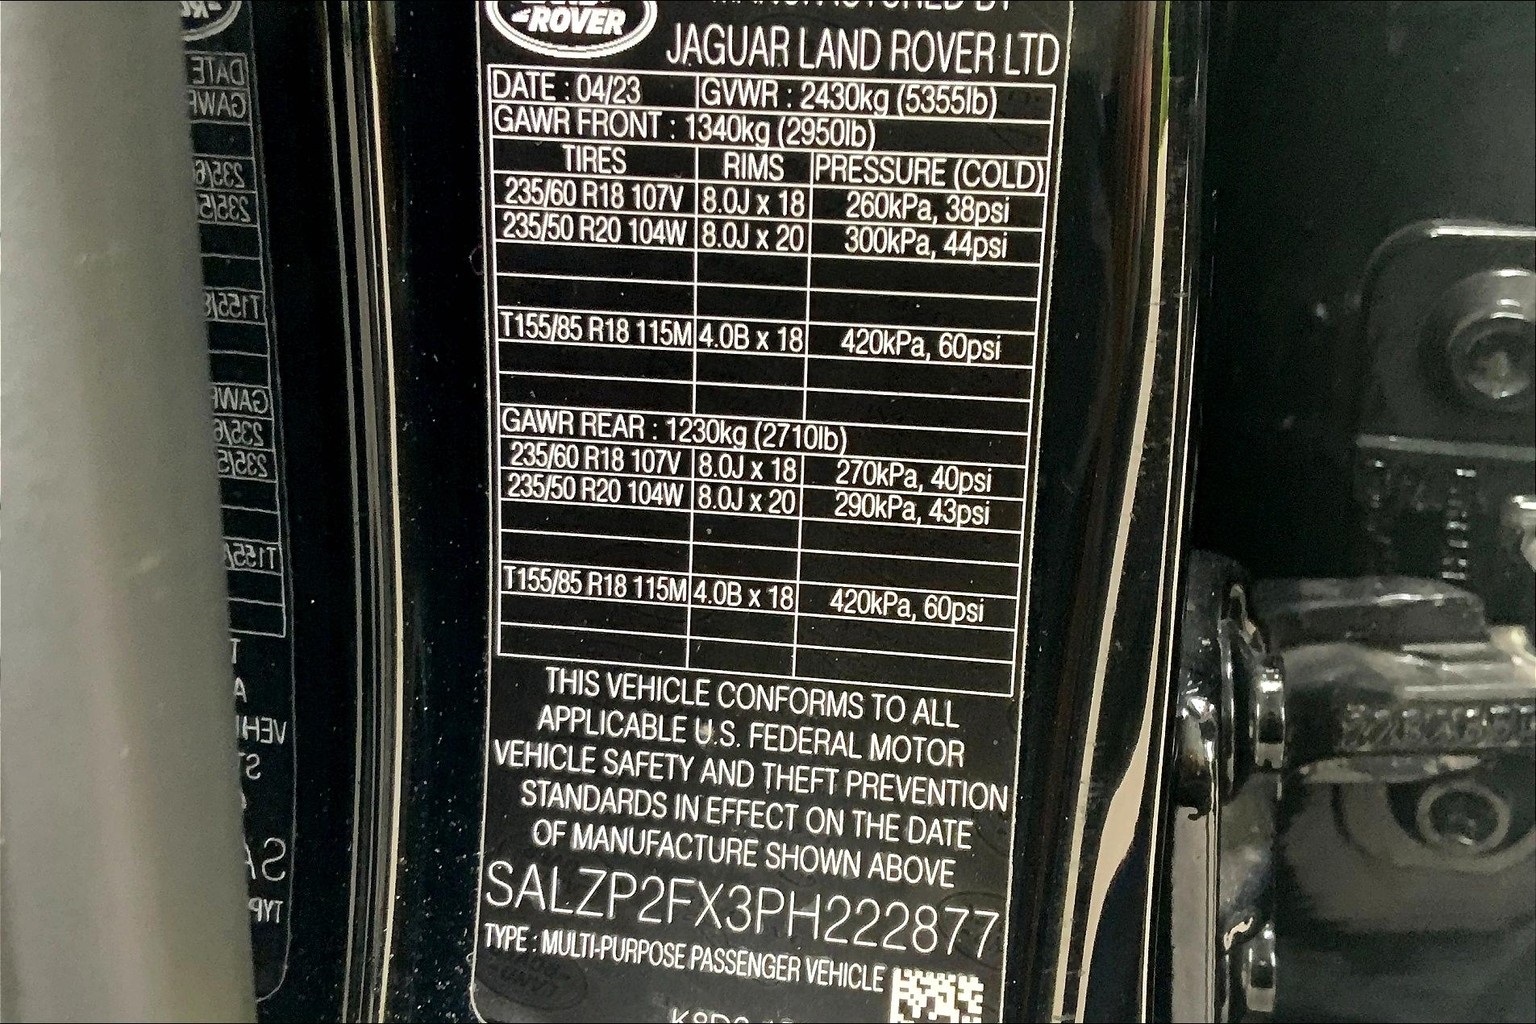 ROVER
JAGUAR LAND ROVER LTD
DATE : 04/23 GVWR : 2430kg (5355lb)
GAWR FRONT : 1340kg (2950lb)
TIRES RIMS PRESSURE (COLD)
235/60 R18 107V 8.0J x 18 260kPa, 38psi
235/50 R20 104W 8.0J x 20 300kPa, 44psi
T155/85 R18 115M 4.0B x 18 420kPa, 60psi
GAWR REAR : 1230kg (2710lb)
235/60 R18 107V 8.0J x 18 270kPa, 40psi
235/50 R20 104W 8.0J x 20 290kPa, 43psi
T155/85 R18 115M 4.0B x 18 420kPa, 60psi
THIS VEHICLE CONFORMS TO ALL
APPLICABLE U.S. FEDERAL MOTOR
VEHICLE SAFETY AND THEFT PREVENTION
STANDARDS IN EFFECT ON THE DATE
OF MANUFACTURE SHOWN ABOVE
SALZP2FX3PH222877
TYPE : MULTI-PURPOSE PASSENGER VEHICLE